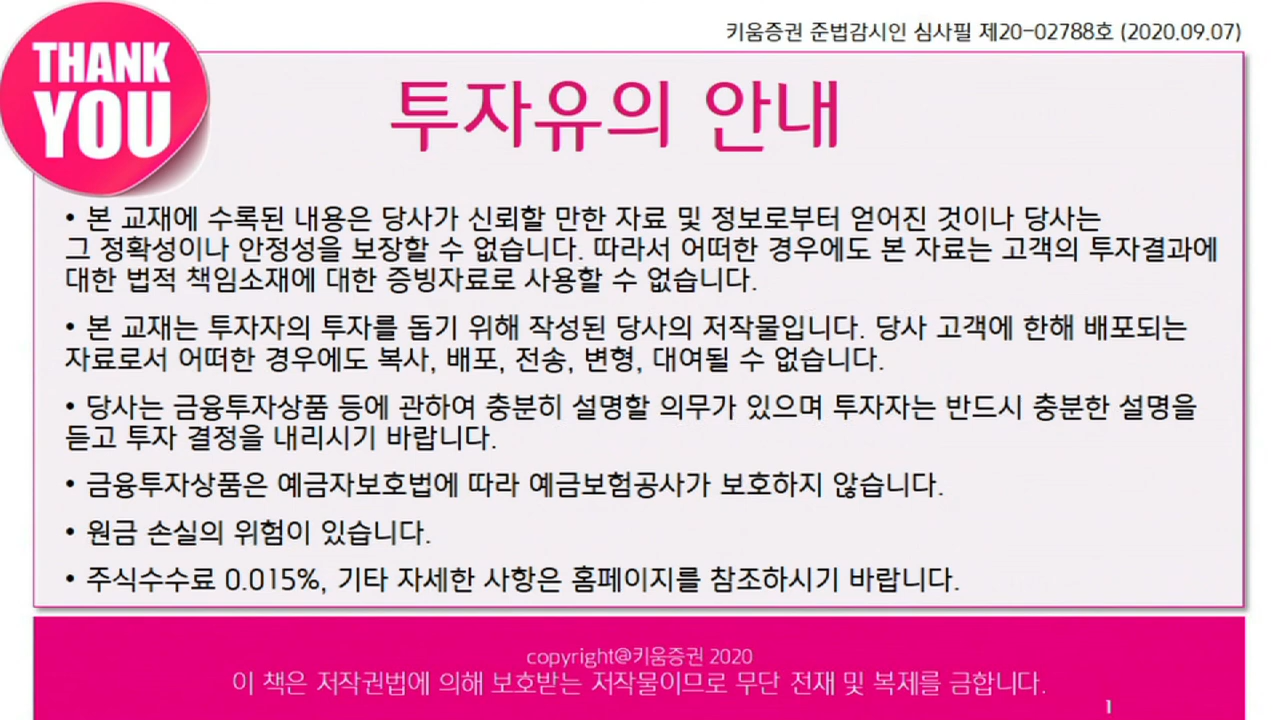 THANK
YOU
키움증권 준법감시인 심사필 제20-02788호 (2020.09.07)
투자유의 안내
• 본 교재에 수록된 내용은 당사가 신뢰할 만한 자료 및 정보로부터 얻어진 것이나 당사는
그 정확성이나 안정성을 보장할 수 없습니다. 따라서 어떠한 경우에도 본 자료는 고객의 투자결과에
대한 법적 책임소재에 대한 증빙자료로 사용할 수 없습니다.
• 본 교재는 투자자의 투자를 돕기 위해 작성된 당사의 저작물입니다. 당사 고객에 한해 배포되는
자료로서 어떠한 경우에도 복사, 배포, 전송, 변형, 대여될 수 없습니다.
• 당사는 금융투자상품 등에 관하여 충분히 설명할 의무가 있으며 투자자는 반드시 충분한 설명을
듣고 투자 결정을 내리시기 바랍니다.
• 금융투자상품은 예금자보호법에 따라 예금보험공사가 보호하지 않습니다.
• 원금 손실의 위험이 있습니다.
• 주식수수료 0.015%, 기타 자세한 사항은 홈페이지를 참조하시기 바랍니다.
copyright@키움증권 2020
이 책은 저작권법에 의해 보호받는 저작물이므로 무단 전재 및 복제를 금합니다.
1